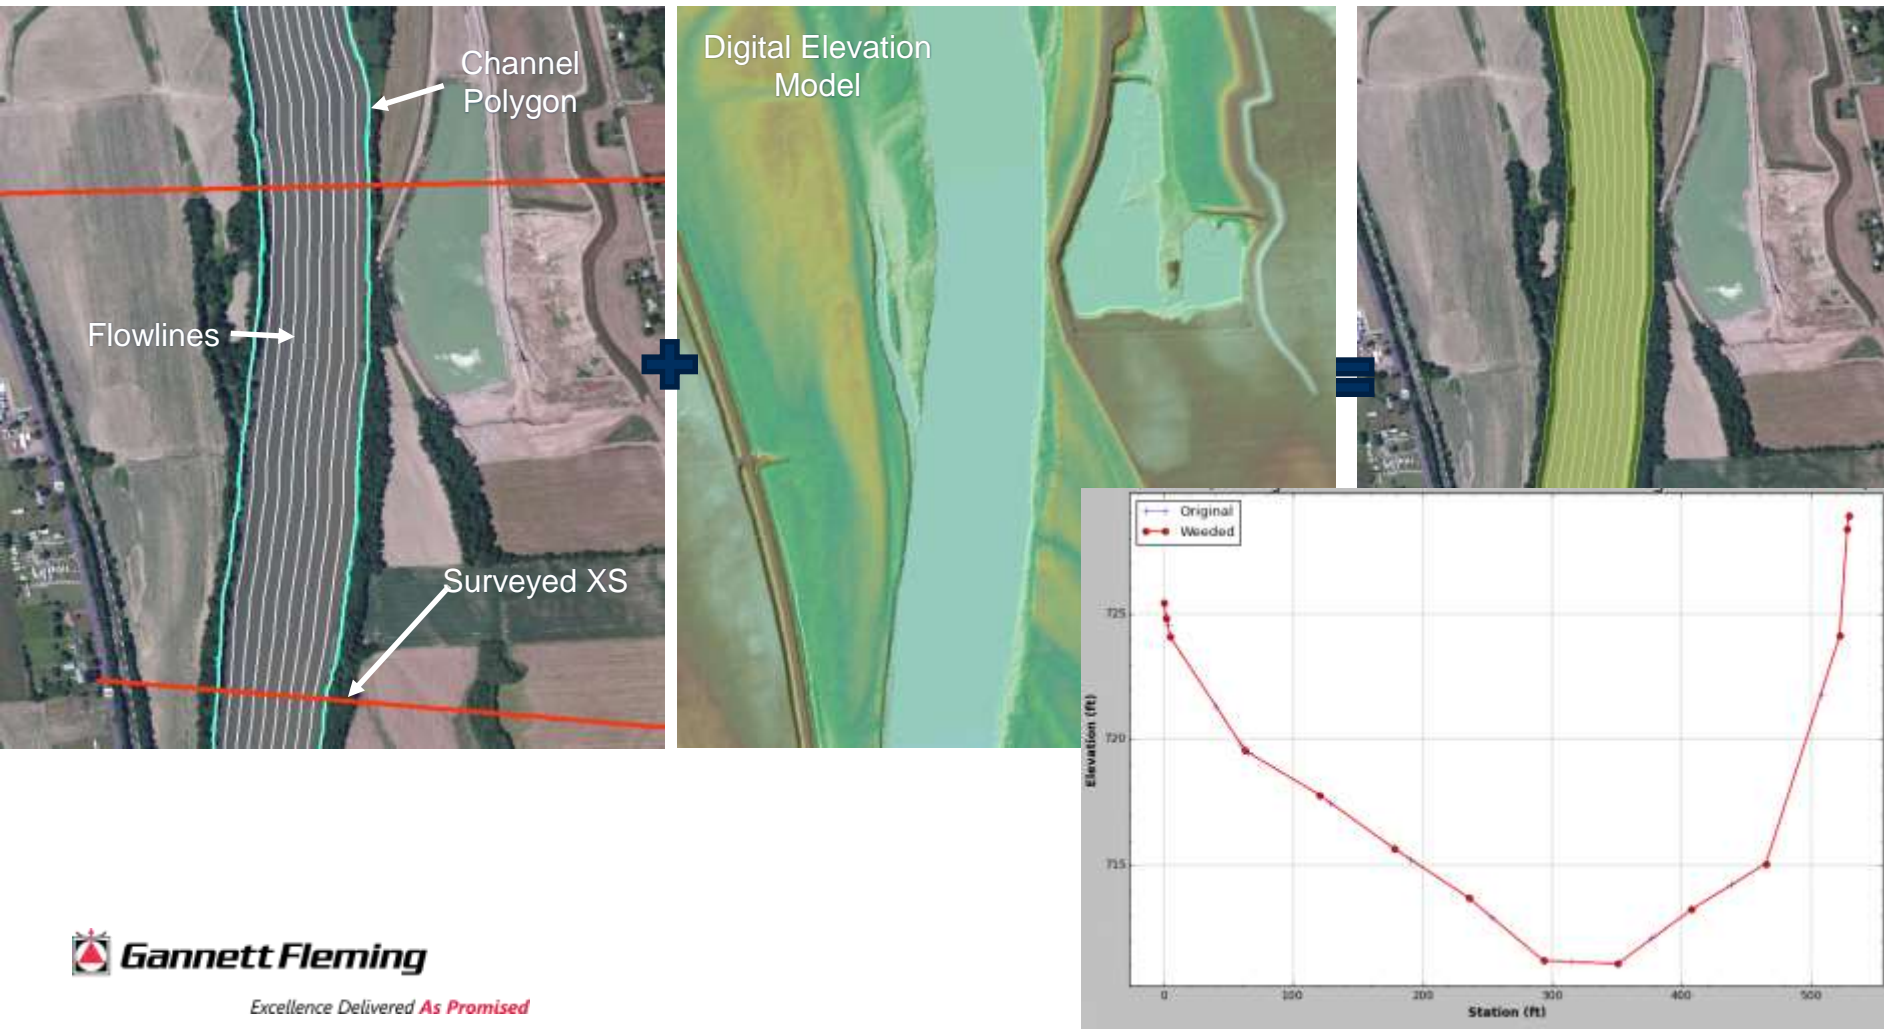 Channel
Polygon
Digital Elevation
Model
Flowlines
Surveyed XS
Original
Weeded
725
720
715
Elevation (ft)
0
100
200
300
400
500
Station (ft)
Gannett Fleming
Excellence Delivered As Promised